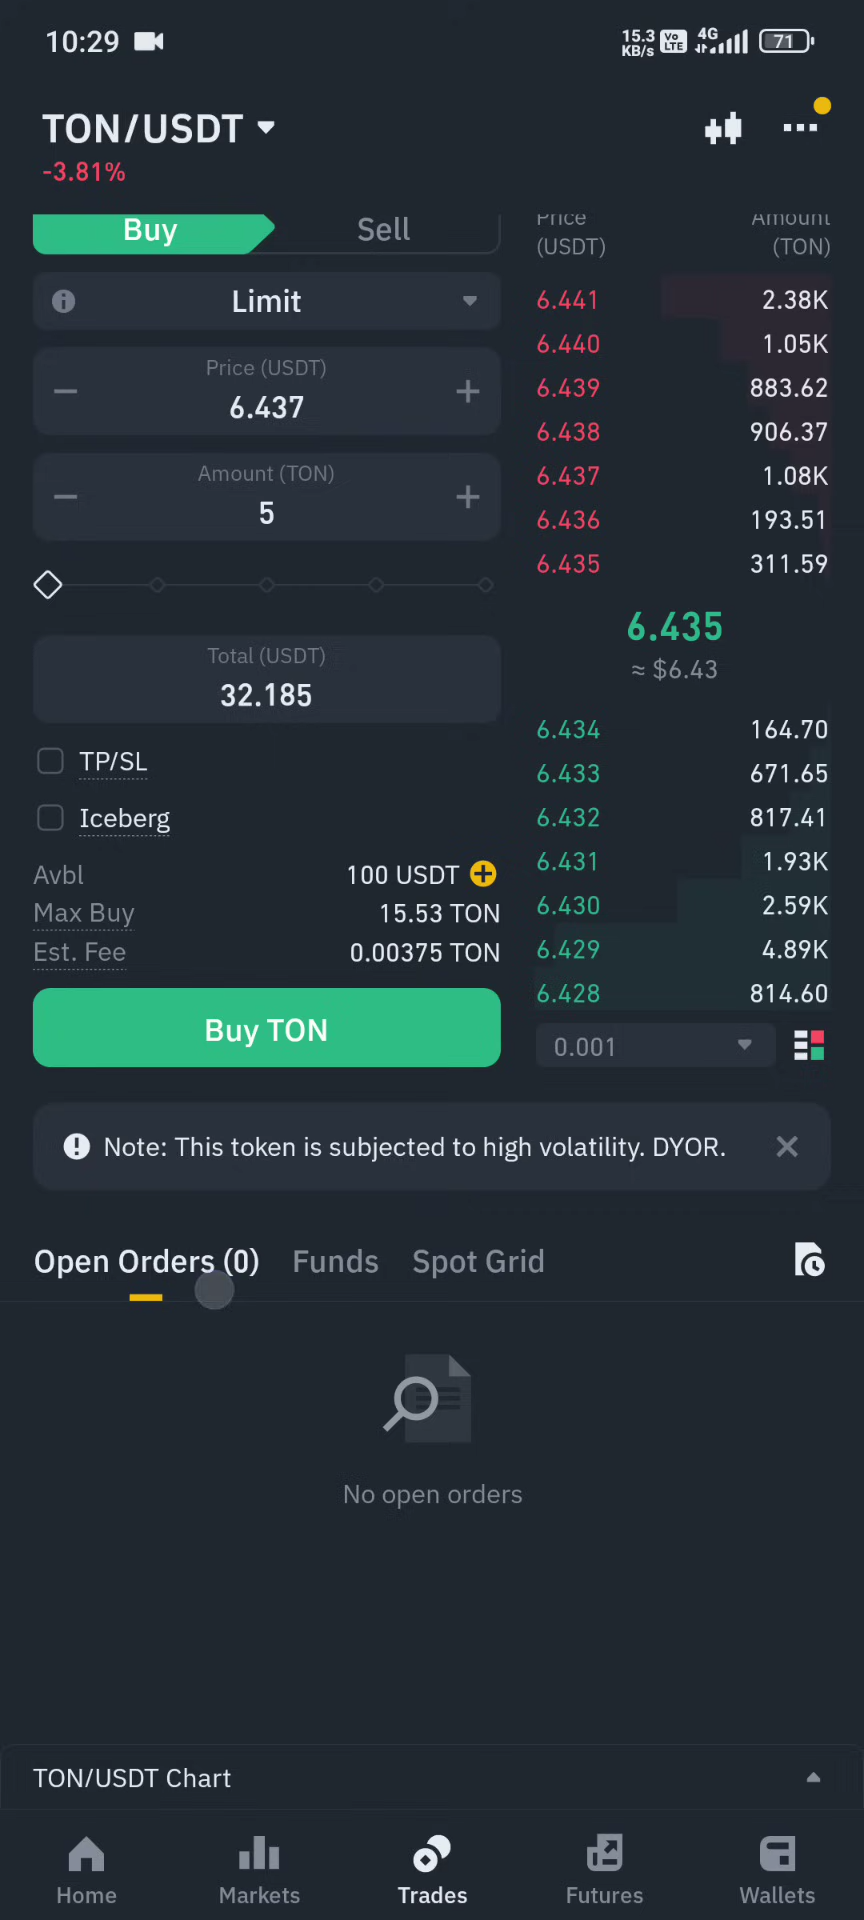 10:29
15.3
KB/s
Vo
LTE
4G
71
TON/USDT
-3.81%
Buy
Sell
Limit
Price (USDT)
6.437
Amount (TON)
5
Total (USDT)
32.185
TP/SL
Iceberg
Avbl 100 USDT
Max Buy 15.53 TON
Est. Fee 0.00375 TON
Buy TON
Price Amount
(USDT) (TON)
6.441 2.38K
6.440 1.05K
6.439 883.62
6.438 906.37
6.437 1.08K
6.436 193.51
6.435 311.59
6.435
≈ $6.43
6.434 164.70
6.433 671.65
6.432 817.41
6.431 1.93K
6.430 2.59K
6.429 4.89K
6.428 814.60
0.001
Note: This token is subjected to high volatility. DYOR.
Open Orders (0) Funds Spot Grid
No open orders
TON/USDT Chart
Home Markets Trades Futures Wallets